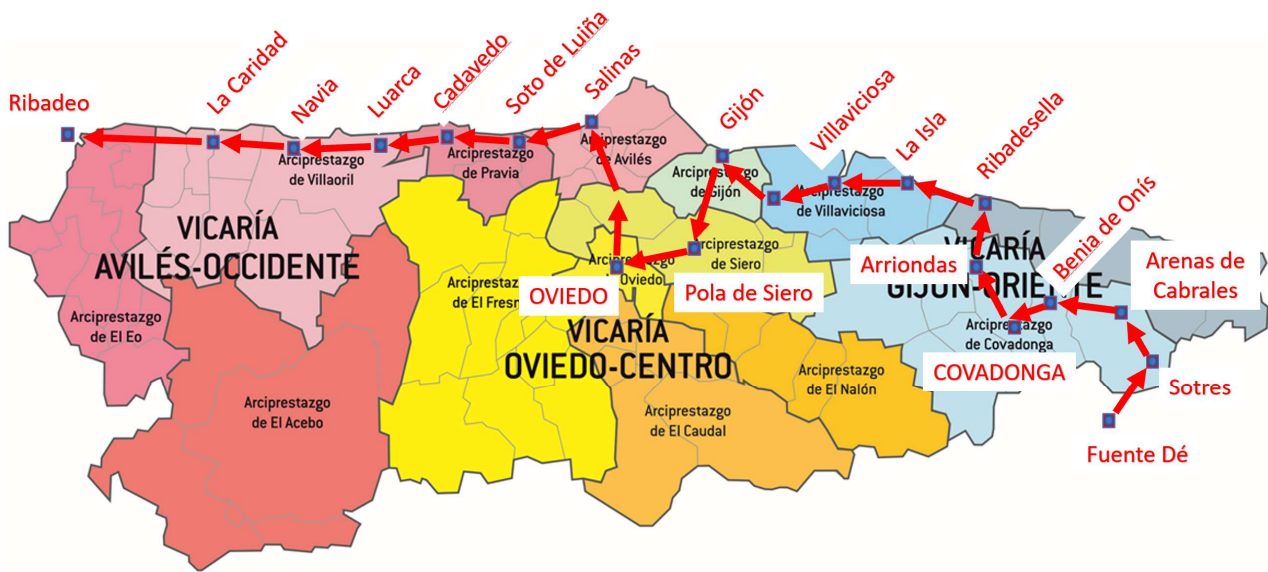 Ribadeo
La Caridad
Navia
Luarca
Cadavedo
Soto de Luiña
Salinas
Gijón
Villaviciosa
La Isla
Ribadesella
Benia de Onís
Arenas de
Cabrales
Arciprestazgo
de Villaoril
Arciprestazgo
de Pravia
Arciprestazgo
de Avilés
Arciprestazgo
de Gijón
Arciprestazgo
de Villaviciosa
VICARÍA
AVILÉS-OCCIDENTE
Arciprestazgo
de El Eo
Arciprestazgo
de El Acebo
Arciprestazgo
de El Fresn
Arciprestazgo
Oviedo
OVIEDO
rciprestazgo
de Siero
Pola de Siero
VICARÍA
OVIEDO-CENTRO
Arciprestazgo
de El Nalón
Arciprestazgo
de El Caudal
Arriondas
VICARÍA
GIJÓN-ORIENTE
Arciprestazgo
de Covadonga
COVADONGA
Sotres
Fuente Dé